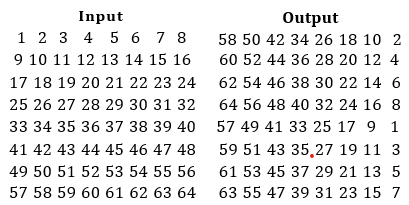 Input Output
1 2 3 4 5 6 7 8 58 50 42 34 26 18 10 2
9 10 11 12 13 14 15 16 60 52 44 36 28 20 12 4
17 18 19 20 21 22 23 24 62 54 46 38 30 22 14 6
25 26 27 28 29 30 31 32 64 56 48 40 32 24 16 8
33 34 35 36 37 38 39 40 57 49 41 33 25 17 9 1
41 42 43 44 45 46 47 48 59 51 43 35 27 19 11 3
49 50 51 52 53 54 55 56 61 53 45 37 29 21 13 5
57 58 59 60 61 62 63 64 63 55 47 39 31 23 15 7